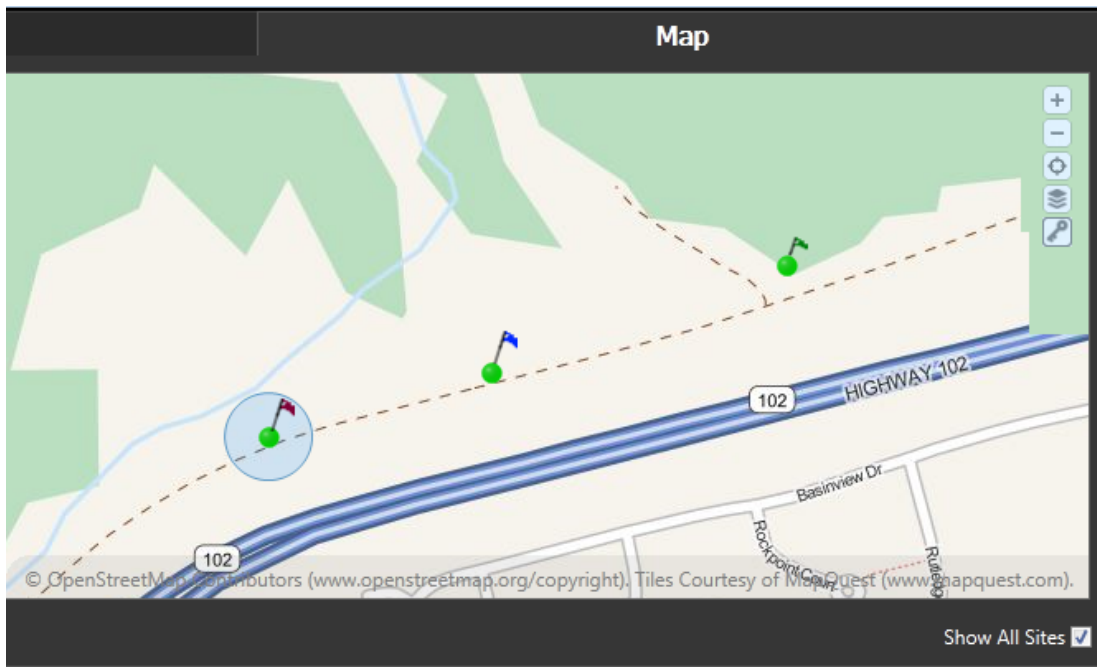 Map
HIGHWAY 102
102
Basinview Dr
Rockpoint Cour
102
© OpenStreetMap Contributors (www.openstreetmap.org/copyright). Tiles Courtesy of MapQuest (www.mapquest.com).
Show All Sites